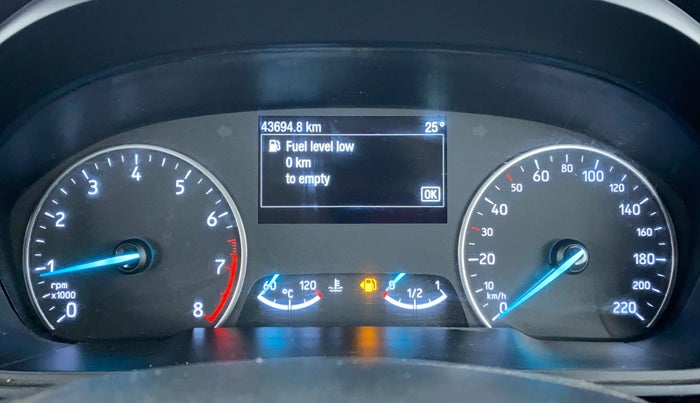 43694.8 km 25°
Fuel level low
0 km
to empty
OK
0 1 2 3 4 5 6 7 8
rpm
x1000
60 °C 120
0 1/2 1
0 10 20 30 40 50 60 80 100 120 140 160 180 200 220
km/h